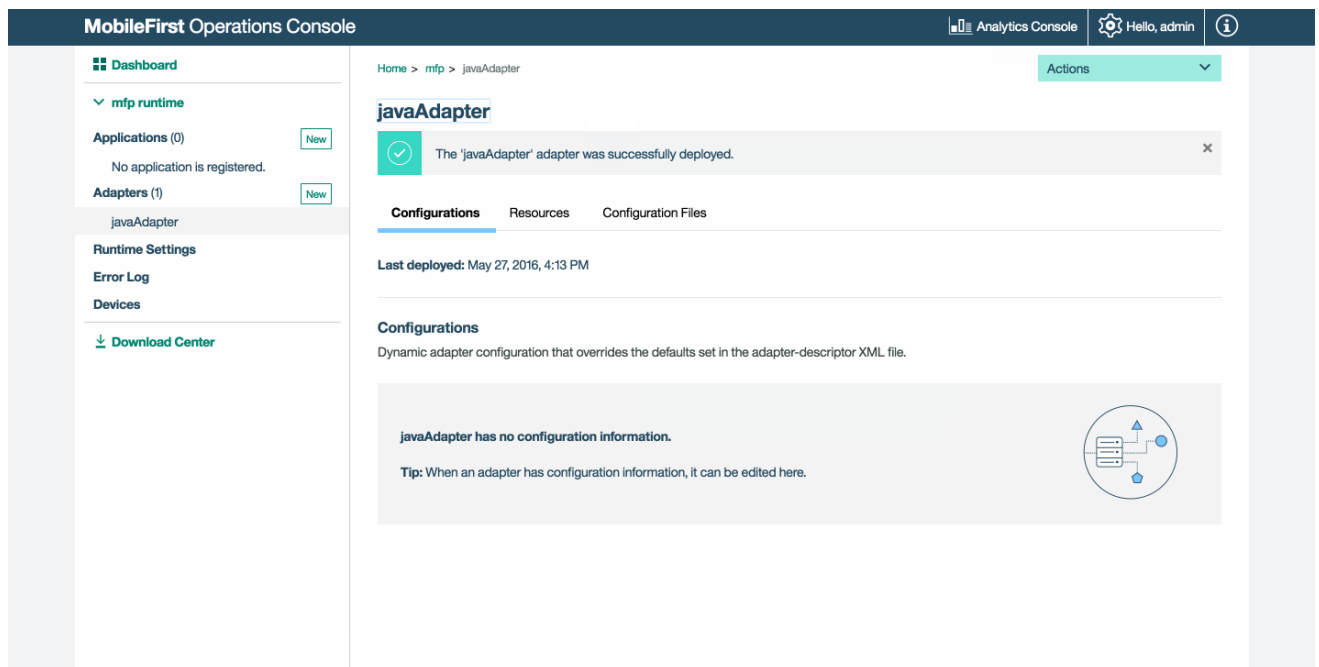 MobileFirst Operations Console
Analytics Console
Hello, admin
Dashboard
mfp runtime
Applications (0)
New
No application is registered.
Adapters (1)
New
javaAdapter
Runtime Settings
Error Log
Devices
Download Center
Home > mfp > javaAdapter
Actions
javaAdapter
The 'javaAdapter' adapter was successfully deployed.
Configurations Resources Configuration Files
Last deployed: May 27, 2016, 4:13 PM
Configurations
Dynamic adapter configuration that overrides the defaults set in the adapter-descriptor XML file.
javaAdapter has no configuration information.
Tip: When an adapter has configuration information, it can be edited here.